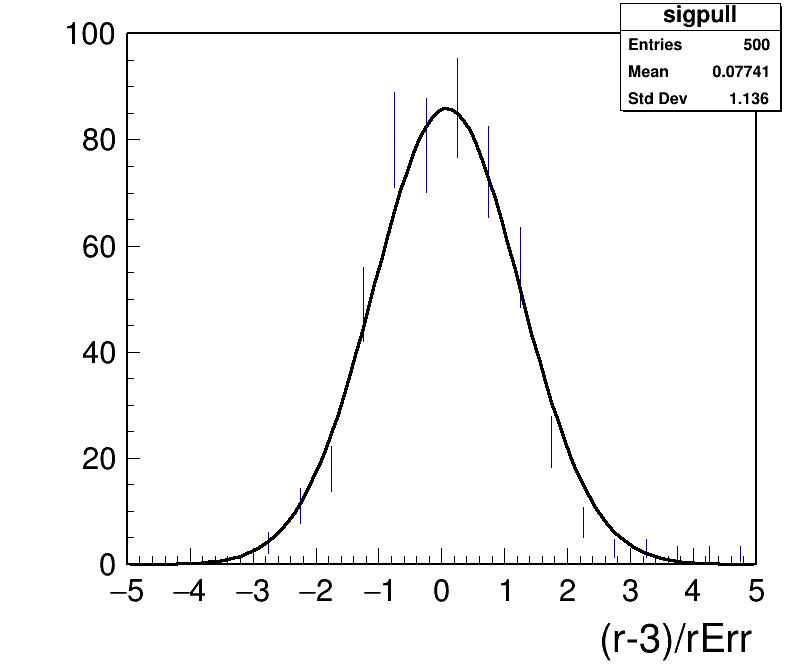 sigpull
Entries 500
Mean 0.07741
Std Dev 1.136
100
80
60
40
20
0
−5 −4 −3 −2 −1 0 1 2 3 4 5
(r-3)/rErr